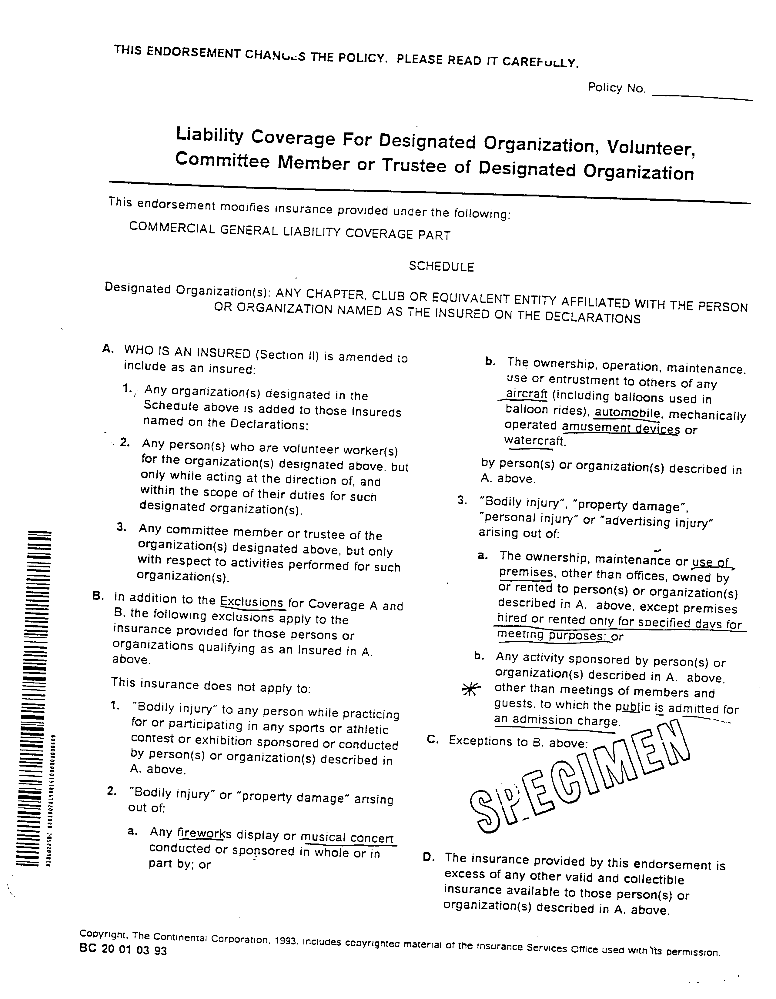 THIS ENDORSEMENT CHANGES THE POLICY. PLEASE READ IT CAREFULLY.
Policy No.
Liability Coverage For Designated Organization, Volunteer,
Committee Member or Trustee of Designated Organization
This endorsement modifies insurance provided under the following:
COMMERCIAL GENERAL LIABILITY COVERAGE PART
SCHEDULE
Designated Organization(s): ANY CHAPTER, CLUB OR EQUIVALENT ENTITY AFFILIATED WITH THE PERSON
OR ORGANIZATION NAMED AS THE INSURED ON THE DECLARATIONS
A. WHO IS AN INSURED (Section II) is amended to
include as an insured:
1. Any organization(s) designated in the
Schedule above is added to those Insureds
named on the Declarations;
2. Any person(s) who are volunteer worker(s)
for the organization(s) designated above. but
only while acting at the direction of, and
within the scope of their duties for such
designated organization(s).
3. Any committee member or trustee of the
organization(s) designated above, but only
with respect to activities performed for such
organization(s).
B. In addition to the Exclusions for Coverage A and
B. the following exclusions apply to the
insurance provided for those persons or
organizations qualifying as an Insured in A.
above.
This insurance does not apply to:
1. "Bodily injury" to any person while practicing
for or participating in any sports or athletic
contest or exhibition sponsored or conducted
by person(s) or organization(s) described in
A. above.
2. "Bodily injury" or "property damage" arising
out of:
a. Any fireworks display or musical concert
conducted or sponsored in whole or in
part by; or
b. The ownership, operation, maintenance.
use or entrustment to others of any
aircraft (including balloons used in
balloon rides), automobile, mechanically
operated amusement devices or
watercraft.
by person(s) or organization(s) described in
A. above.
3. "Bodily injury", "property damage",
"personal injury" or "advertising injury"
arising out of:
a. The ownership, maintenance or use of
premises, other than offices, owned by
or rented to person(s) or organization(s)
described in A. above, except premises
hired or rented only for specified days for
meeting purposes; or
b. Any activity sponsored by person(s) or
organization(s) described in A. above,
other than meetings of members and
guests. to which the public is admitted for
an admission charge.
C. Exceptions to B. above:
SPECIMEN
D. The insurance provided by this endorsement is
excess of any other valid and collectible
insurance available to those person(s) or
organization(s) described in A. above.
Copyright, The Continental Corporation, 1993. Includes copyrighted material of the Insurance Services Office used with its permission.
BC 20 01 03 93